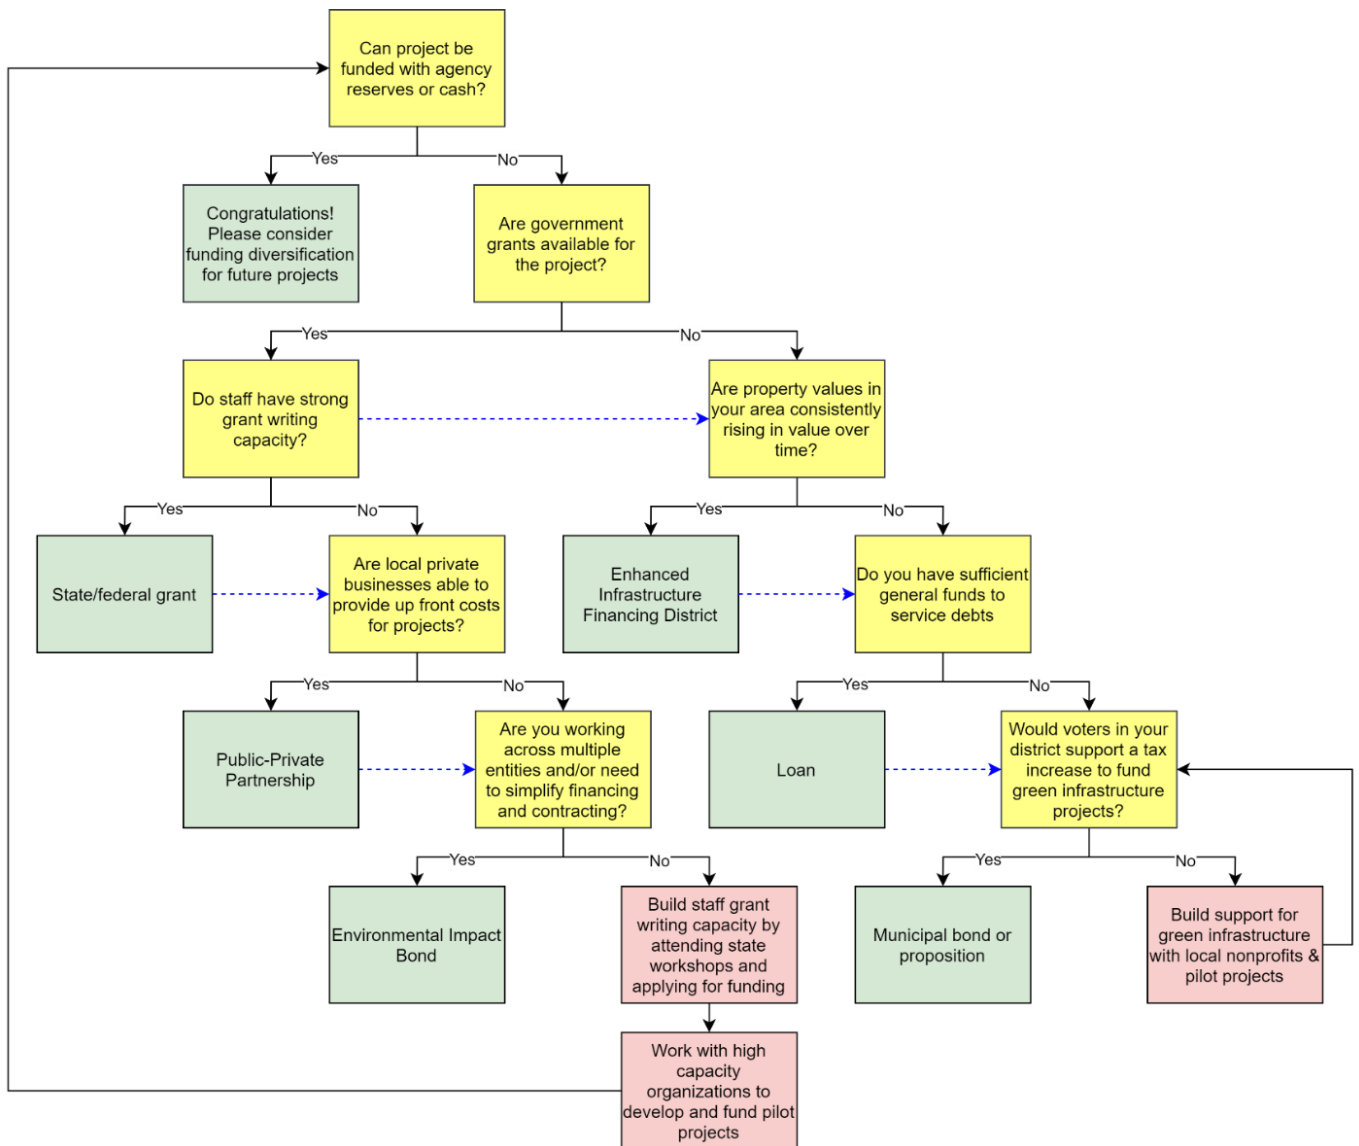 Can project be
funded with agency
reserves or cash?
Yes
No
Congratulations!
Please consider
funding diversification
for future projects
Are government
grants available for
the project?
Yes
No
Do staff have strong
grant writing
capacity?
Are property values in
your area consistently
rising in value over
time?
Yes
No
Yes
No
State/federal grant
Are local private
businesses able to
provide up front costs
for projects?
Enhanced
Infrastructure
Financing District
Do you have sufficient
general funds to
service debts
Yes
No
Yes
No
Public-Private
Partnership
Are you working
across multiple
entities and/or need
to simplify financing
and contracting?
Loan
Would voters in your
district support a tax
increase to fund
green infrastructure
projects?
Yes
No
Yes
No
Environmental Impact
Bond
Build staff grant
writing capacity by
attending state
workshops and
applying for funding
Municipal bond or
proposition
Build support for
green infrastructure
with local nonprofits &
pilot projects
Work with high
capacity
organizations to
develop and fund pilot
projects